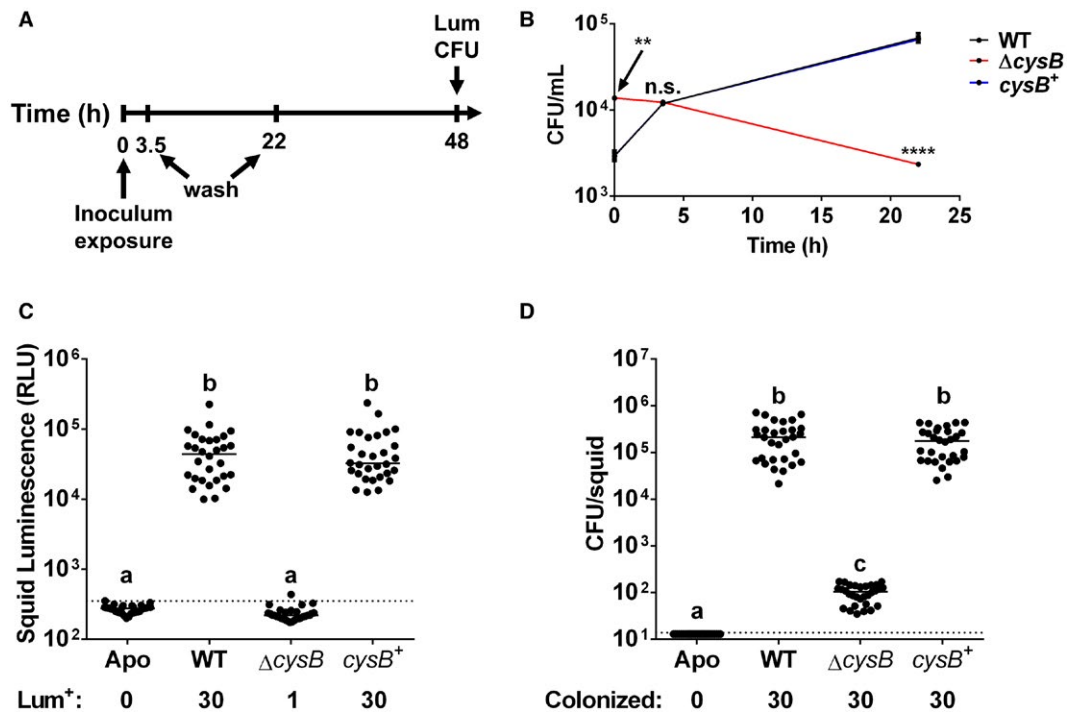 A
Lum
CFU
Time (h)
0 3.5 22 48
wash
Inoculum
exposure
B
10⁵
10⁴
10³
CFU/mL
**
n.s.
****
0 5 10 15 20 25
Time (h)
WT
ΔcysB
cysB⁺
C
Squid Luminescence (RLU)
10⁶
10⁵
10⁴
10³
10²
a b a b
Apo WT ΔcysB cysB⁺
Lum⁺: 0 30 1 30
D
CFU/squid
10⁷
10⁶
10⁵
10⁴
10³
10²
10¹
a b c b
Apo WT ΔcysB cysB⁺
Colonized: 0 30 30 30